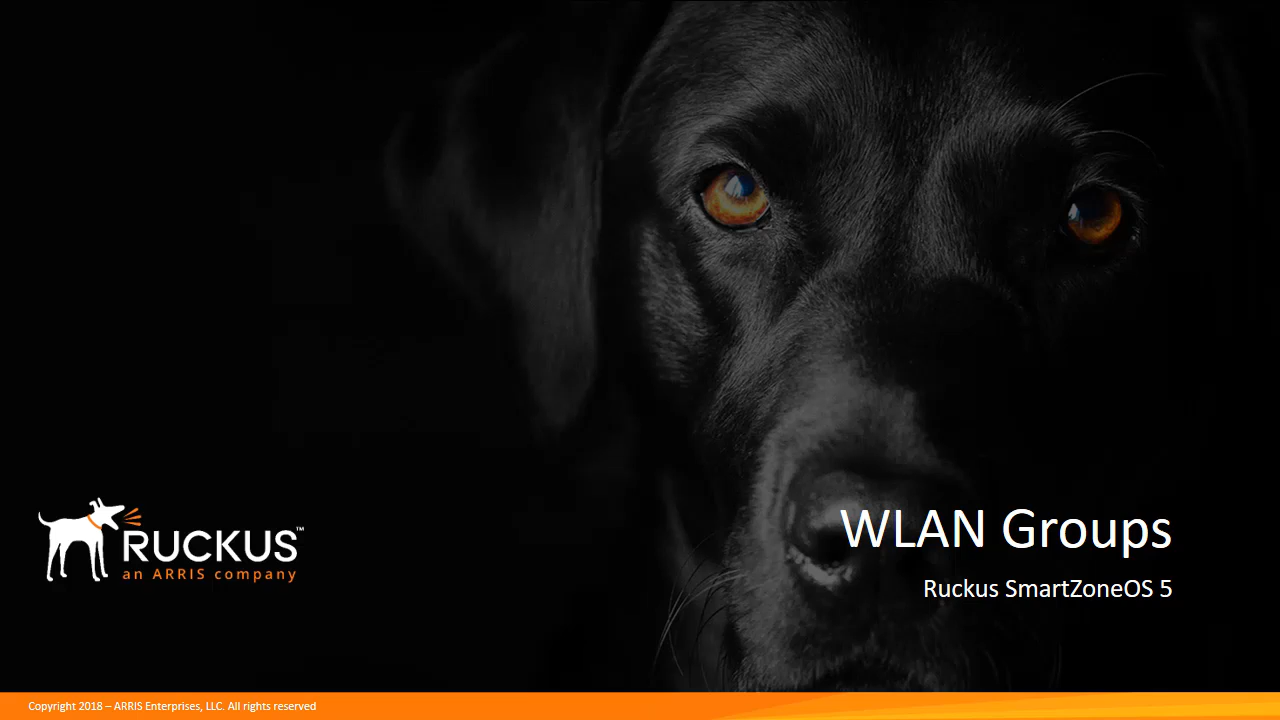 RUCKUS™
an ARRIS company
WLAN Groups
Ruckus SmartZoneOS 5
Copyright 2018 – ARRIS Enterprises, LLC. All rights reserved